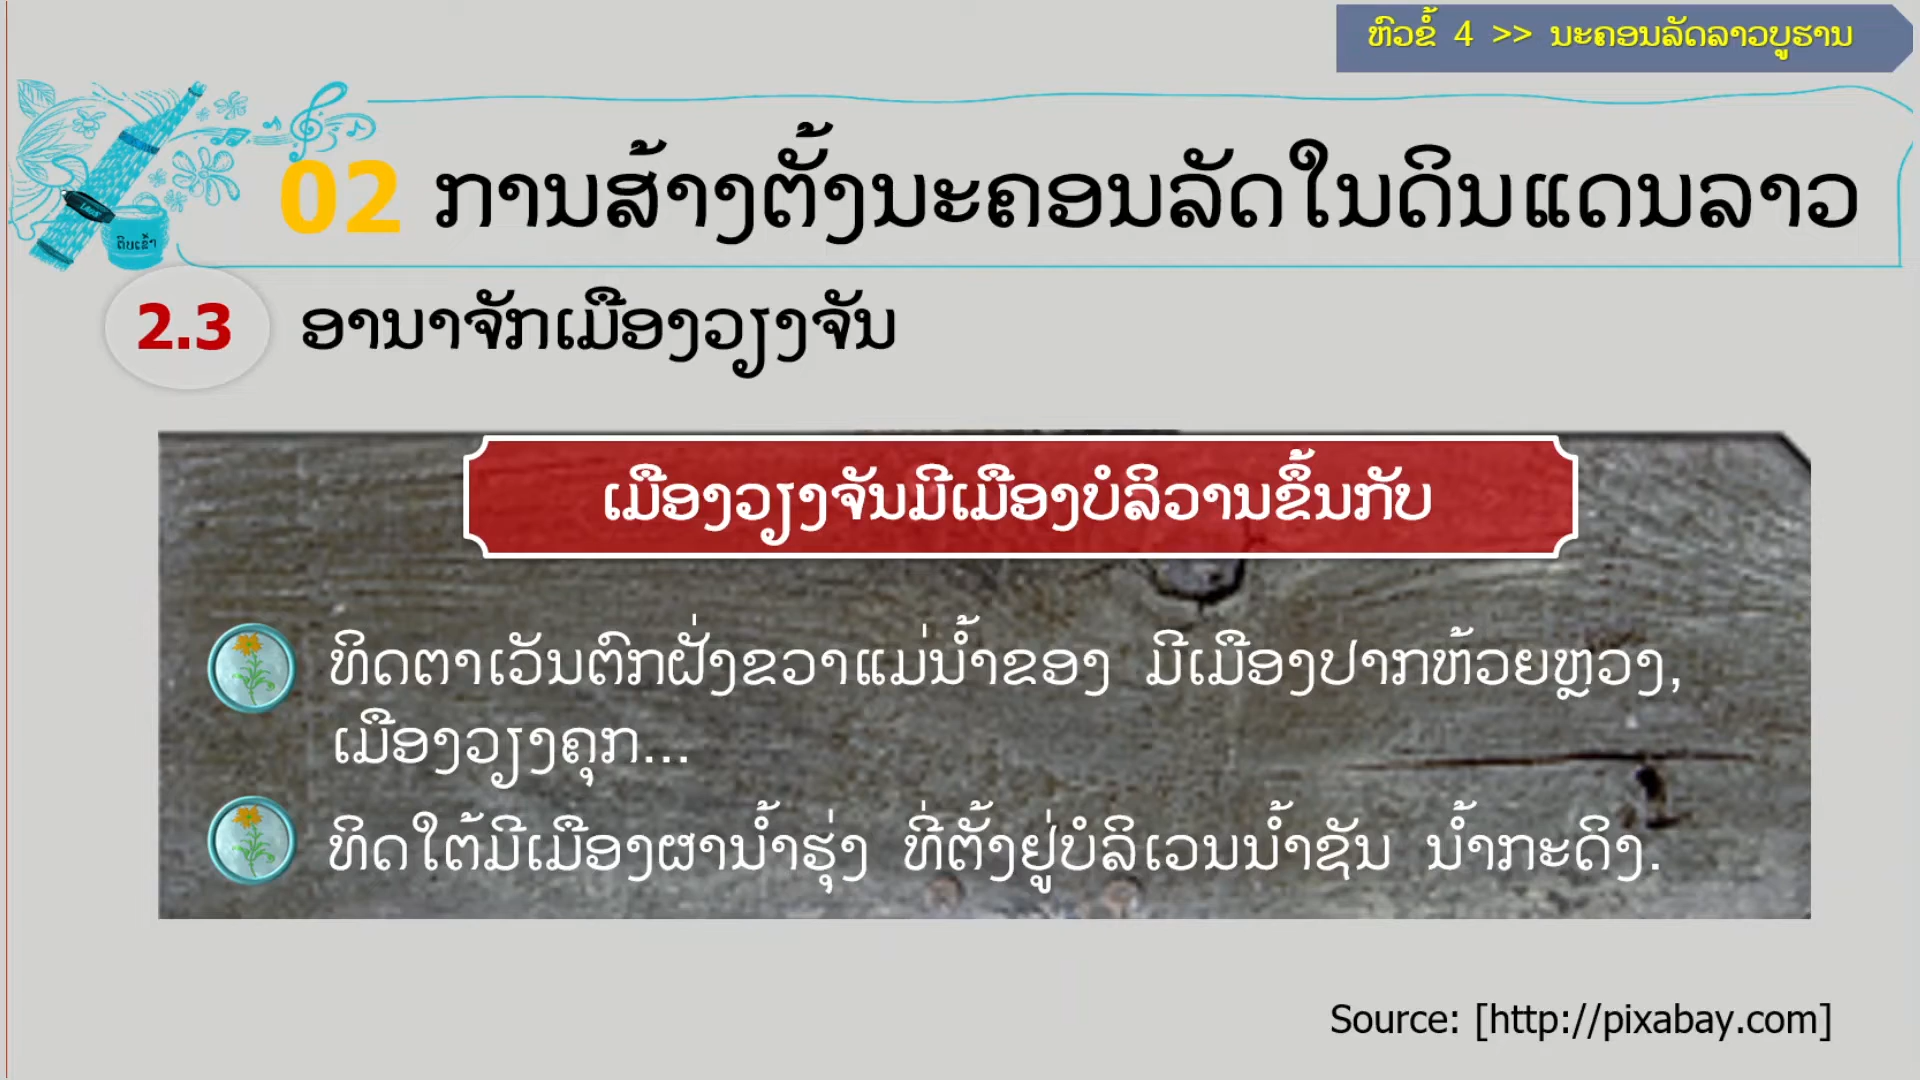 ຫົວຂໍ້ 4 >> ນະຄອນລັດລາວບູຮານ
02 ການສ້າງຕັ້ງນະຄອນລັດໃນດິນແດນລາວ
LAOS
ຕິບເຂົ້າ
2.3 ອານາຈັກເມືອງວຽງຈັນ
ເມືອງວຽງຈັນມີເມືອງບໍລິວານຂຶ້ນກັບ
ທິດຕາເວັນຕົກຝັ່ງຂວາແມ່ນ້ຳຂອງ ມີເມືອງປາກຫ້ວຍຫຼວງ,
ເມືອງວຽງຄຸກ...
ທິດໃຕ້ມີເມືອງຜານ້ຳຮຸ່ງ ທີ່ຕັ້ງຢູ່ບໍລິເວນນ້ຳຊັນ ນ້ຳກະດິງ.
Source: [http://pixabay.com]